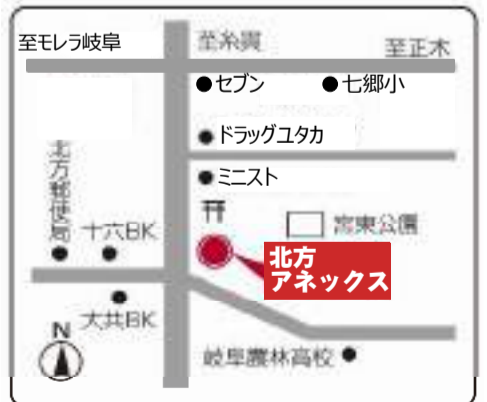 至モレラ岐阜
至糸貫
至正木
●セブン
●七郷小
●ドラッグユタカ
●ミニスト
北方郵便局
十六BK
宮東公園
北方
アネックス
大共BK
N
岐阜農林高校●